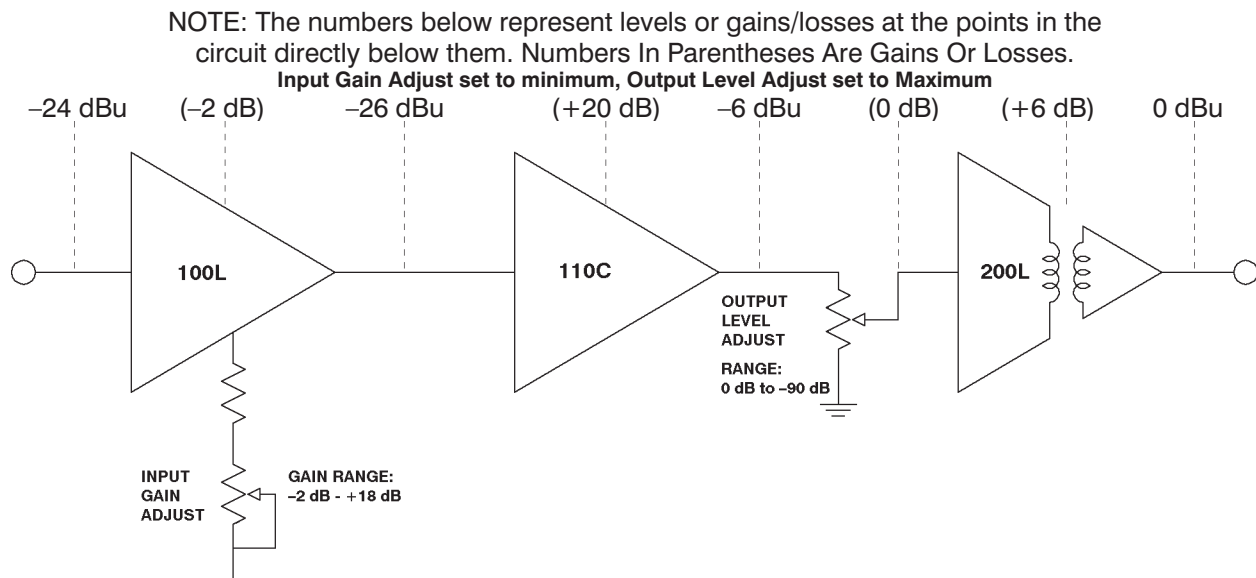 NOTE: The numbers below represent levels or gains/losses at the points in the
circuit directly below them. Numbers In Parentheses Are Gains Or Losses.
Input Gain Adjust set to minimum, Output Level Adjust set to Maximum
–24 dBu (–2 dB) –26 dBu (+20 dB) –6 dBu (0 dB) (+6 dB) 0 dBu
100L 110C 200L
OUTPUT
LEVEL
ADJUST
RANGE:
0 dB to –90 dB
INPUT
GAIN
ADJUST
GAIN RANGE:
–2 dB - +18 dB